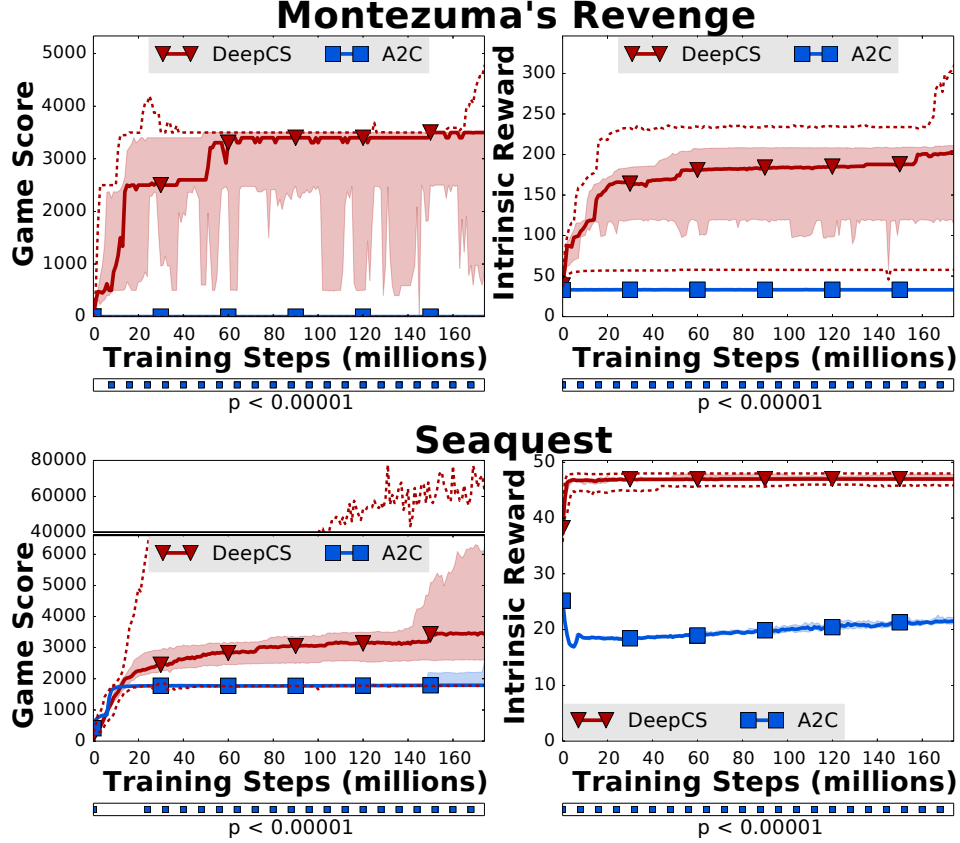 Montezuma's Revenge
Game Score
5000
4000
3000
2000
1000
0
DeepCS A2C
0 20 40 60 80 100 120 140 160
Training Steps (millions)
p < 0.00001
Intrinsic Reward
300
250
200
150
100
50
0
DeepCS A2C
0 20 40 60 80 100 120 140 160
Training Steps (millions)
p < 0.00001
Seaquest
Game Score
80000
60000
40000
6000
5000
4000
3000
2000
1000
0
DeepCS A2C
0 20 40 60 80 100 120 140 160
Training Steps (millions)
p < 0.00001
Intrinsic Reward
50
40
30
20
10
0
DeepCS A2C
0 20 40 60 80 100 120 140 160
Training Steps (millions)
p < 0.00001